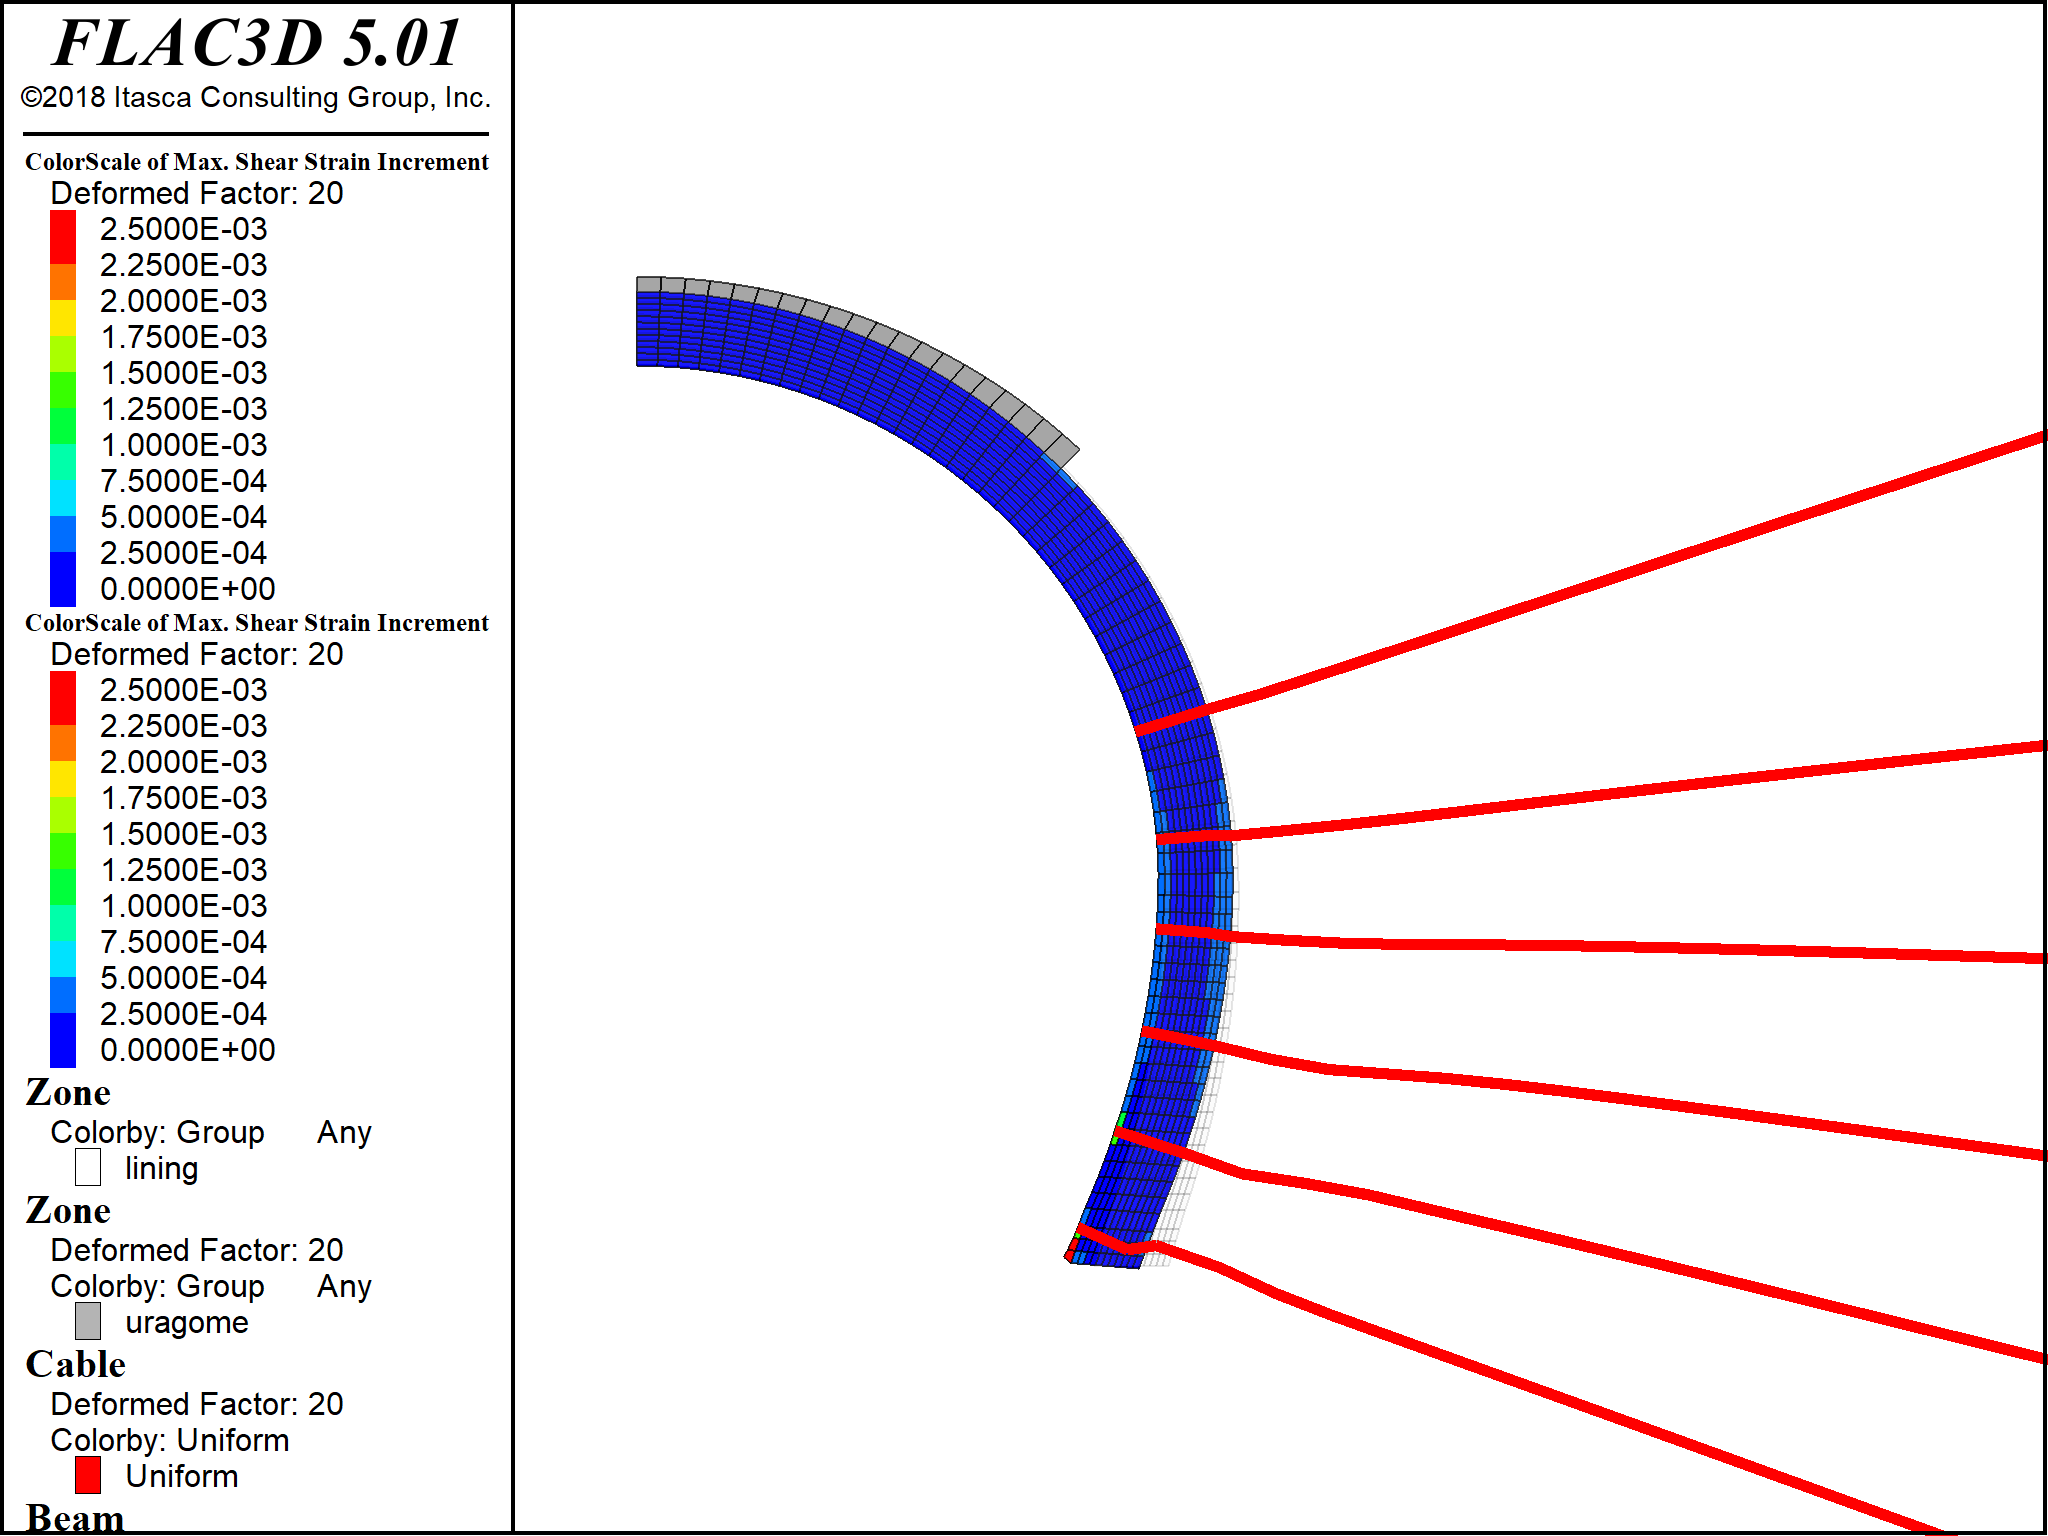 FLAC3D 5.01
©2018 Itasca Consulting Group, Inc.
ColorScale of Max. Shear Strain Increment
Deformed Factor: 20
2.5000E-03
2.2500E-03
2.0000E-03
1.7500E-03
1.5000E-03
1.2500E-03
1.0000E-03
7.5000E-04
5.0000E-04
2.5000E-04
0.0000E+00
ColorScale of Max. Shear Strain Increment
Deformed Factor: 20
2.5000E-03
2.2500E-03
2.0000E-03
1.7500E-03
1.5000E-03
1.2500E-03
1.0000E-03
7.5000E-04
5.0000E-04
2.5000E-04
0.0000E+00
Zone
Colorby: Group Any
lining
Zone
Deformed Factor: 20
Colorby: Group Any
uragome
Cable
Deformed Factor: 20
Colorby: Uniform
Uniform
Beam